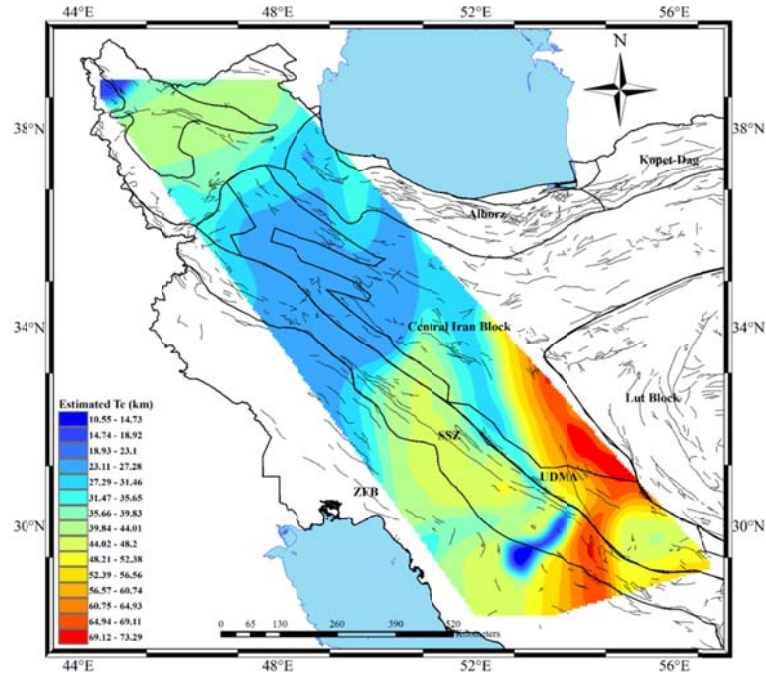 44°E 48°E 52°E 56°E
N
38°N 38°N
Kopet-Dag
Alborz
34°N 34°N
Central Iran Block
Lut Block
Estimated Te (km)
10.55 - 14.73
14.74 - 18.92
18.93 - 23.1
23.11 - 27.28
27.29 - 31.46
31.47 - 35.65
35.66 - 39.83
39.84 - 44.01
44.02 - 48.2
48.21 - 52.38
52.39 - 56.56
56.57 - 60.74
60.75 - 64.93
64.94 - 69.11
69.12 - 73.29
SSZ
UDMA
ZFB
30°N 30°N
0 65 130 260 390 520
Kilometers
44°E 48°E 52°E 56°E